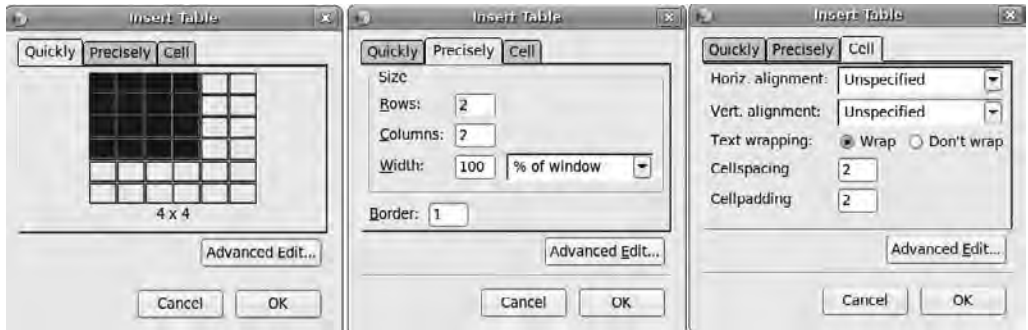 Insert Table
Quickly Precisely Cell
4 x 4
Advanced Edit...
Cancel OK
Insert Table
Quickly Precisely Cell
Size
Rows: 2
Columns: 2
Width: 100 % of window
Border: 1
Advanced Edit...
Cancel OK
Insert Table
Quickly Precisely Cell
Horiz. alignment: Unspecified
Vert. alignment: Unspecified
Text wrapping: Wrap Don't wrap
Cellspacing 2
Cellpadding 2
Advanced Edit...
Cancel OK